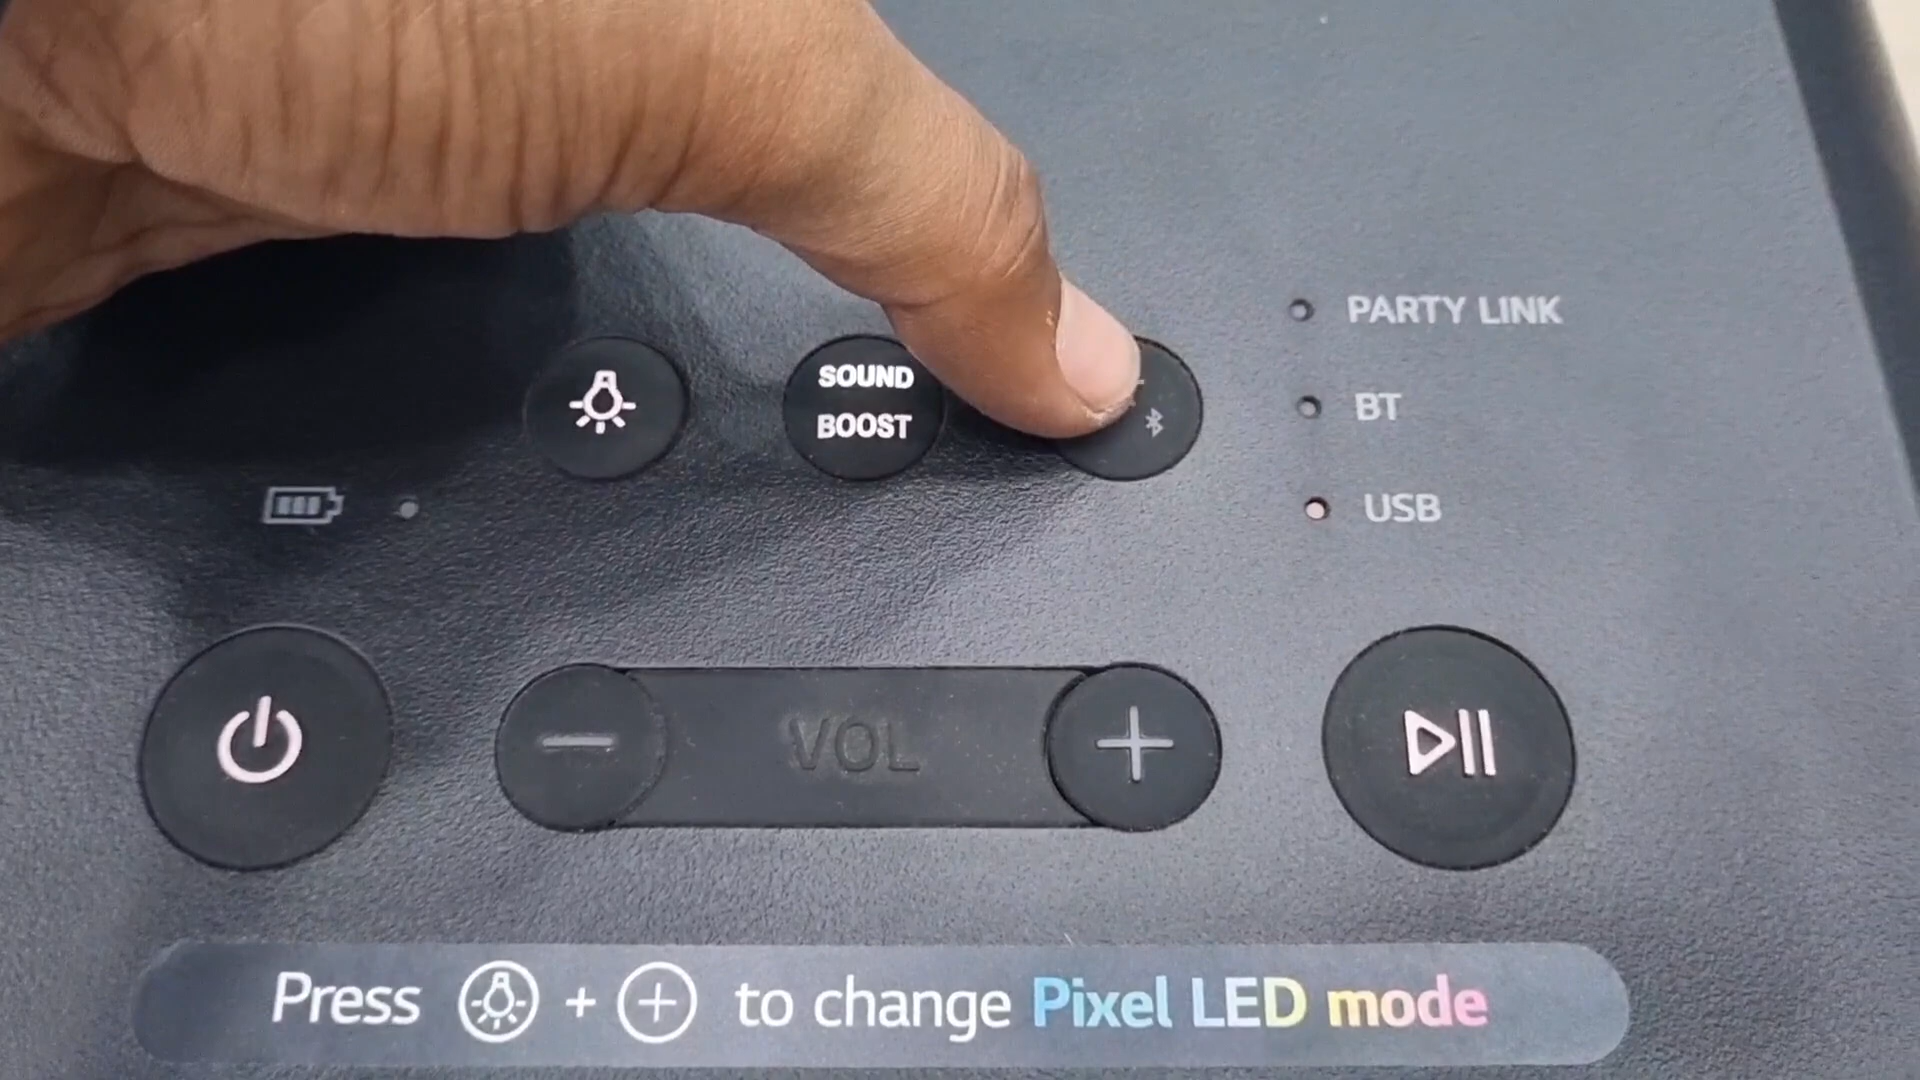 PARTY LINK
SOUND
BOOST
BT
USB
VOL
Press + to change Pixel LED mode